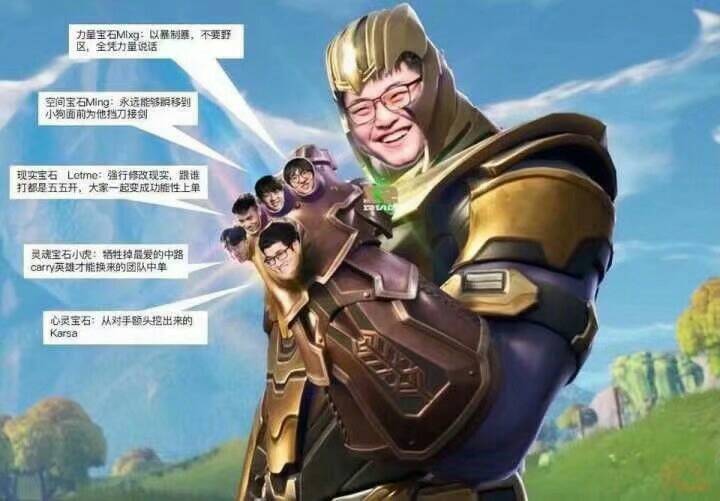 力量宝石Mlxg：以暴制暴，不要野
区，全凭力量说话
空间宝石Ming：永远能够瞬移到
小狗面前为他挡刀接剑
现实宝石　Letme：强行修改现实，跟谁
打都是五五开，大家一起变成功能性上单
灵魂宝石小虎：牺牲掉最爱的中路
carry英雄才能换来的团队中单
心灵宝石：从对手额头挖出来的
Karsa